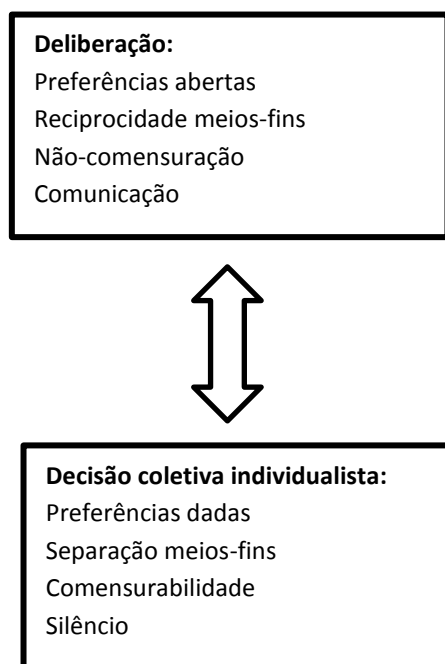 Deliberação:
Preferências abertas
Reciprocidade meios-fins
Não-comensuração
Comunicação
Decisão coletiva individualista:
Preferências dadas
Separação meios-fins
Comensurabilidade
Silêncio